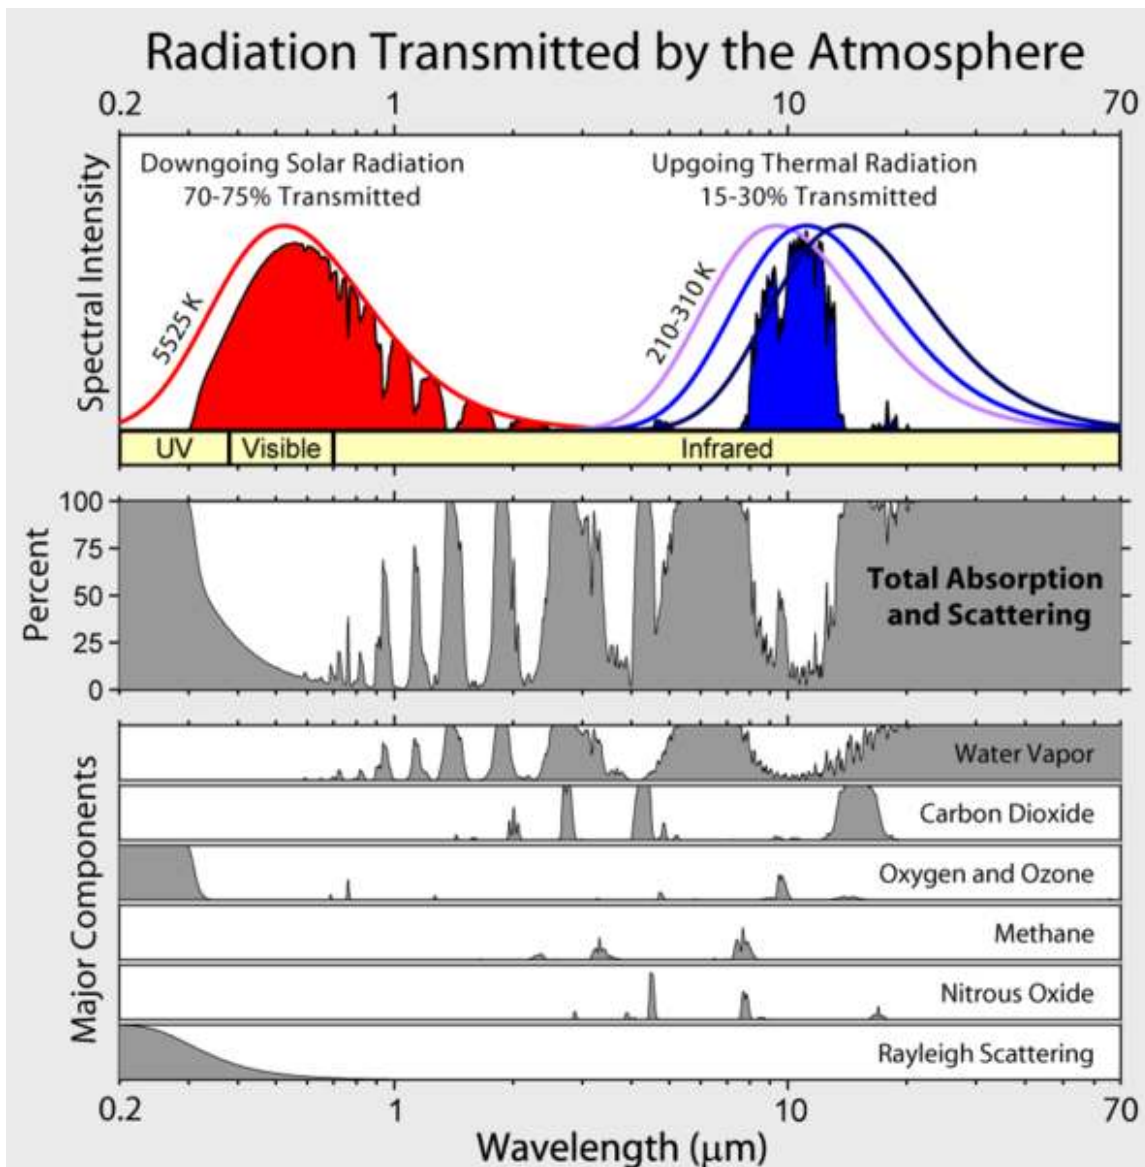 Radiation Transmitted by the Atmosphere
0.2 1 10 70
Downgoing Solar Radiation
70-75% Transmitted
Upgoing Thermal Radiation
15-30% Transmitted
Spectral Intensity
5525 K
210-310 K
UV Visible Infrared
Percent
100
75
50
25
0
Total Absorption
and Scattering
Major Components
Water Vapor
Carbon Dioxide
Oxygen and Ozone
Methane
Nitrous Oxide
Rayleigh Scattering
0.2 1 10 70
Wavelength (μm)